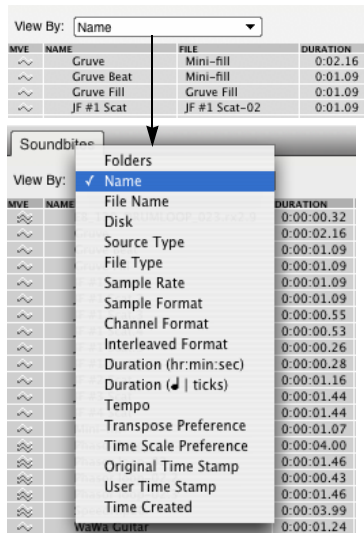 View By: Name
MVE NAME FILE DURATION
Gruve Mini-fill 0:02.16
Gruve Beat Mini-fill 0:01.09
Gruve Fill Gruve Fill 0:01.09
JF #1 Scat JF #1 Scat-02 0:01.09
Soundbites
View By: ✓ Name
Folders
File Name
Disk
Source Type
File Type
Sample Rate
Sample Format
Channel Format
Interleaved Format
Duration (hr:min:sec)
Duration (♩ | ticks)
Tempo
Transpose Preference
Time Scale Preference
Original Time Stamp
User Time Stamp
Time Created
MVE NAME DURATION
0:00:00.32
0:00:02.16
0:00:01.09
0:00:01.09
0:00:01.09
0:00:00.55
0:00:00.53
0:00:00.26
0:00:00.28
0:00:01.16
0:00:01.44
0:00:01.44
0:00:01.07
0:00:04.00
0:00:01.46
0:00:00.43
0:00:01.46
0:00:03.99
WaWa Guitar 0:00:01.24